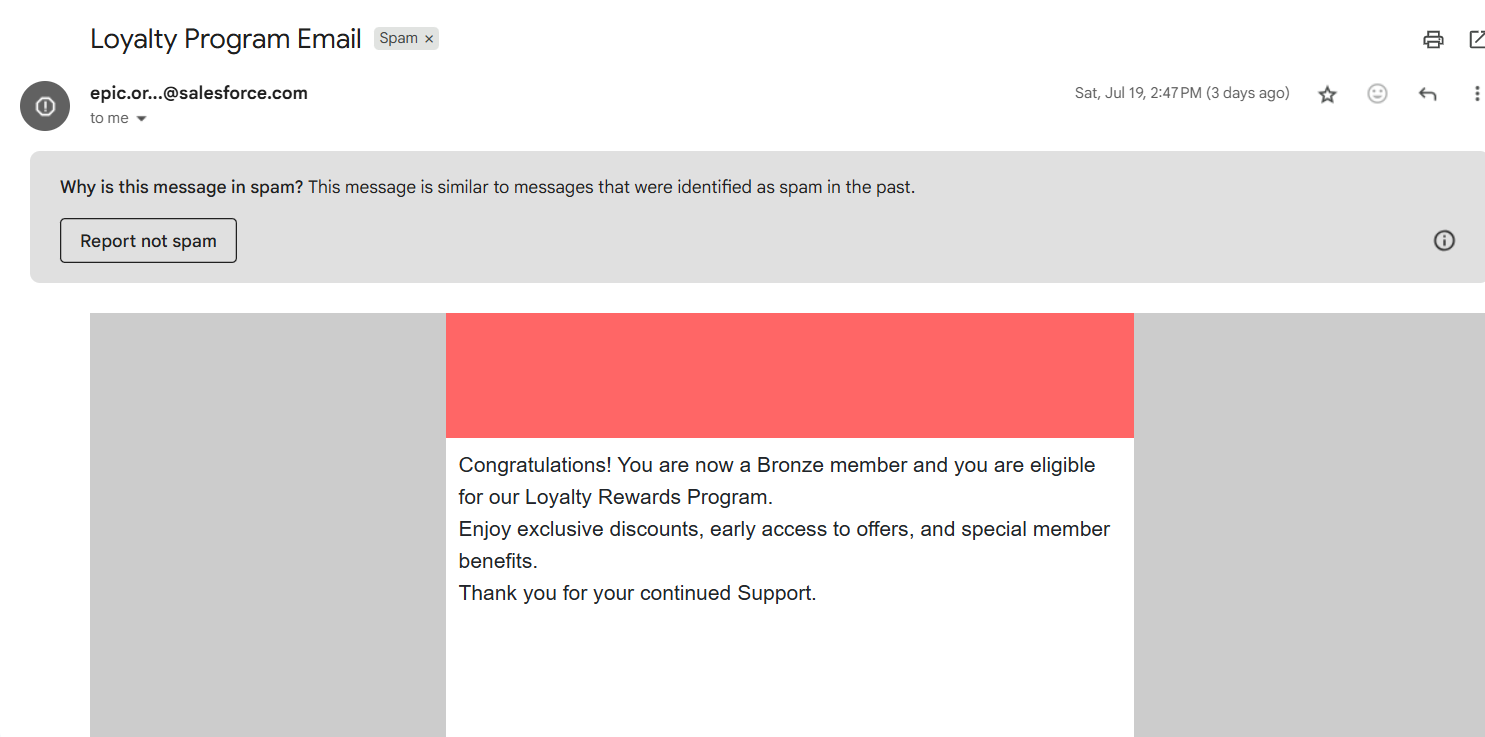 Loyalty Program Email Spam ×
epic.or...@salesforce.com
Sat, Jul 19, 2:47 PM (3 days ago)
to me
Why is this message in spam? This message is similar to messages that were identified as spam in the past.
Report not spam
Congratulations! You are now a Bronze member and you are eligible
for our Loyalty Rewards Program.
Enjoy exclusive discounts, early access to offers, and special member
benefits.
Thank you for your continued Support.